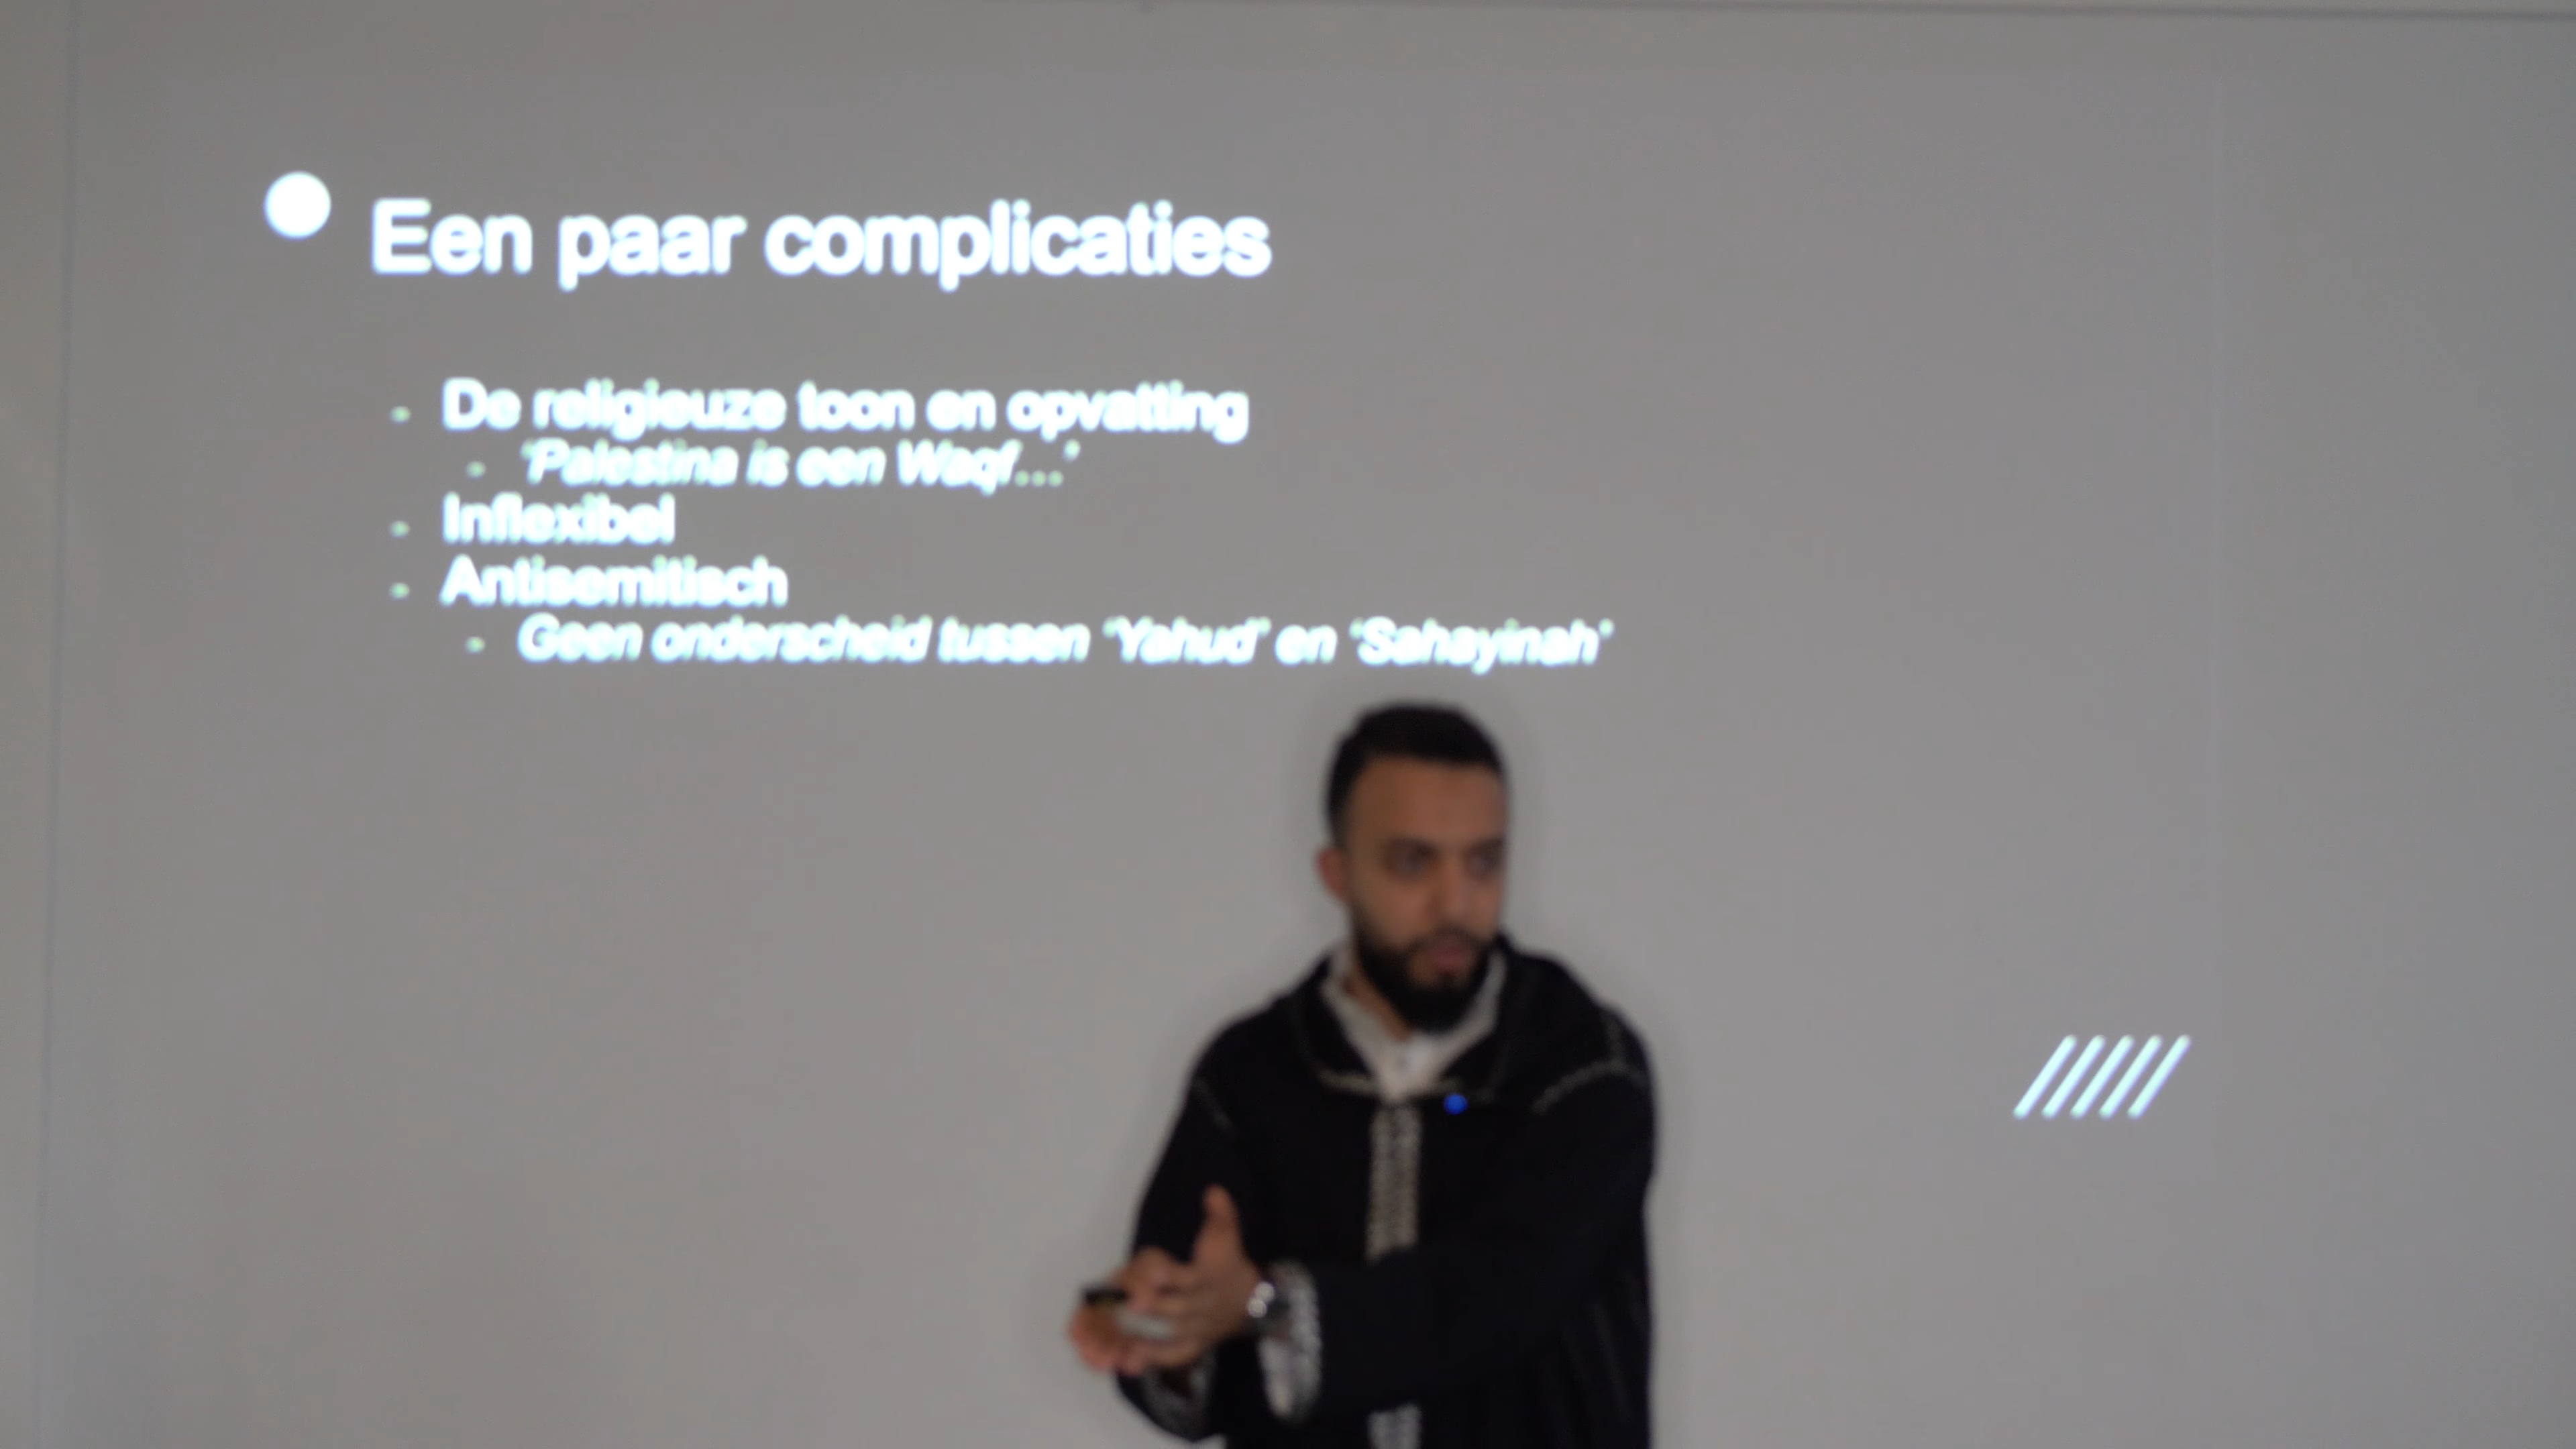 Een paar complicaties
- De religieuze toon en opvatting
- 'Palestina is een Waqf...'
- Inflexibel
- Antisemitisch
- Geen onderscheid tussen 'Yahud' en 'Sahayinah'